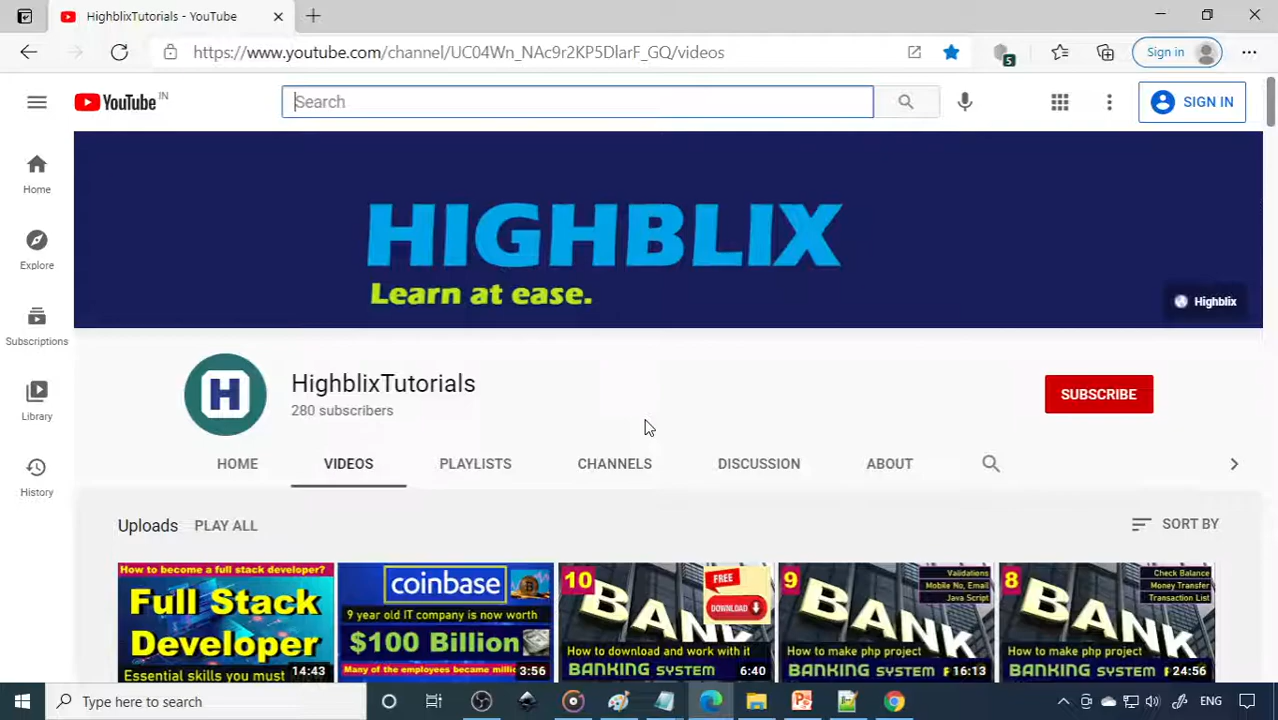 HighblixTutorials - YouTube
https://www.youtube.com/channel/UC04Wn_NAc9r2KP5DlarF_GQ/videos
5
Sign in
YouTube IN
Search
SIGN IN
Home
Explore
Subscriptions
Library
History
HIGHBLIX
Learn at ease.
Highblix
H
HighblixTutorials
280 subscribers
SUBSCRIBE
HOME VIDEOS PLAYLISTS CHANNELS DISCUSSION ABOUT
Uploads PLAY ALL
SORT BY
How to become a full stack developer?
Full Stack
Developer
Essential skills you must
14:43
coinbase
9 year old IT company is now worth
$100 Billion
Many of the employees became
3:56
10
FREE
DOWNLOAD
BANK
How to download and work with it
BANKING SYSTEM
6:40
9
Validations
Mobile No, Email
Java Script
BANK
How to make php project
BANKING SYSTEM
16:13
8
Check Balance
Money Transfer
Transaction List
BANK
How to make php project
BANKING SYSTEM
24:56
Type here to search
ENG